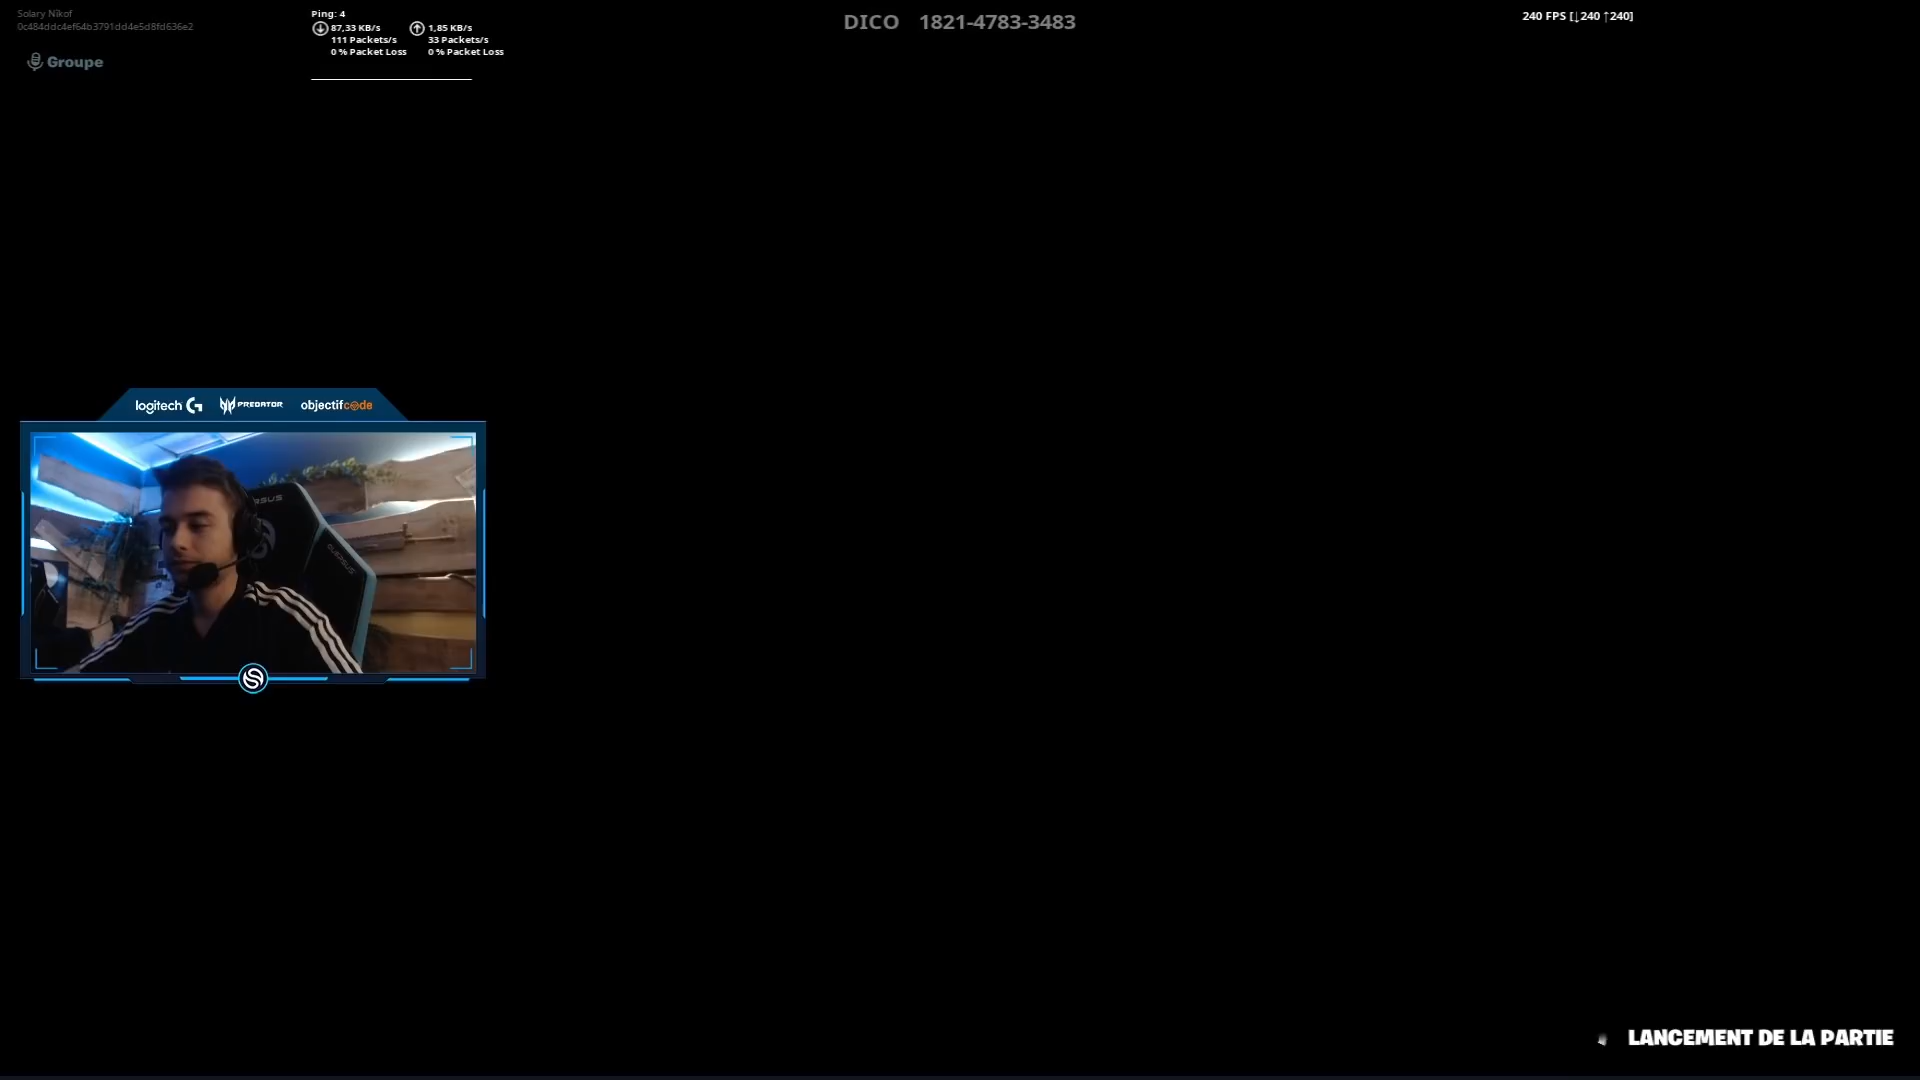 Solary Nikof
0c484ddc4ef64b3791dd4e5d8fd636e2
Groupe
Ping: 4
87,33 KB/s 1,85 KB/s
111 Packets/s 33 Packets/s
0 % Packet Loss 0 % Packet Loss
DICO 1821-4783-3483
240 FPS [↓240 ↑240]
logitech G PREDATOR objectifcode
LANCEMENT DE LA PARTIE